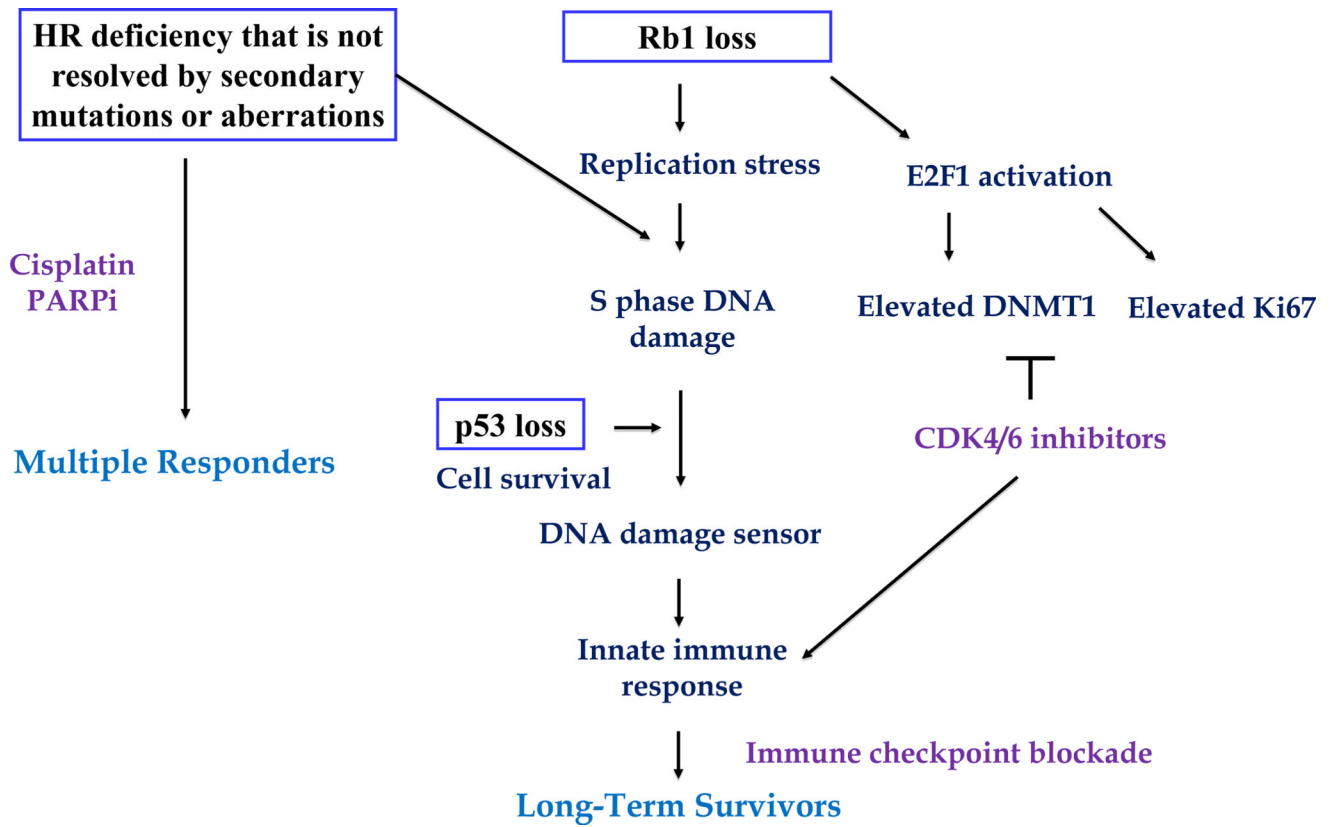 HR deficiency that is not
resolved by secondary
mutations or aberrations
Rb1 loss
Replication stress
E2F1 activation
Cisplatin
PARPi
S phase DNA
damage
Elevated DNMT1
Elevated Ki67
p53 loss
Cell survival
CDK4/6 inhibitors
Multiple Responders
DNA damage sensor
Innate immune
response
Immune checkpoint blockade
Long-Term Survivors